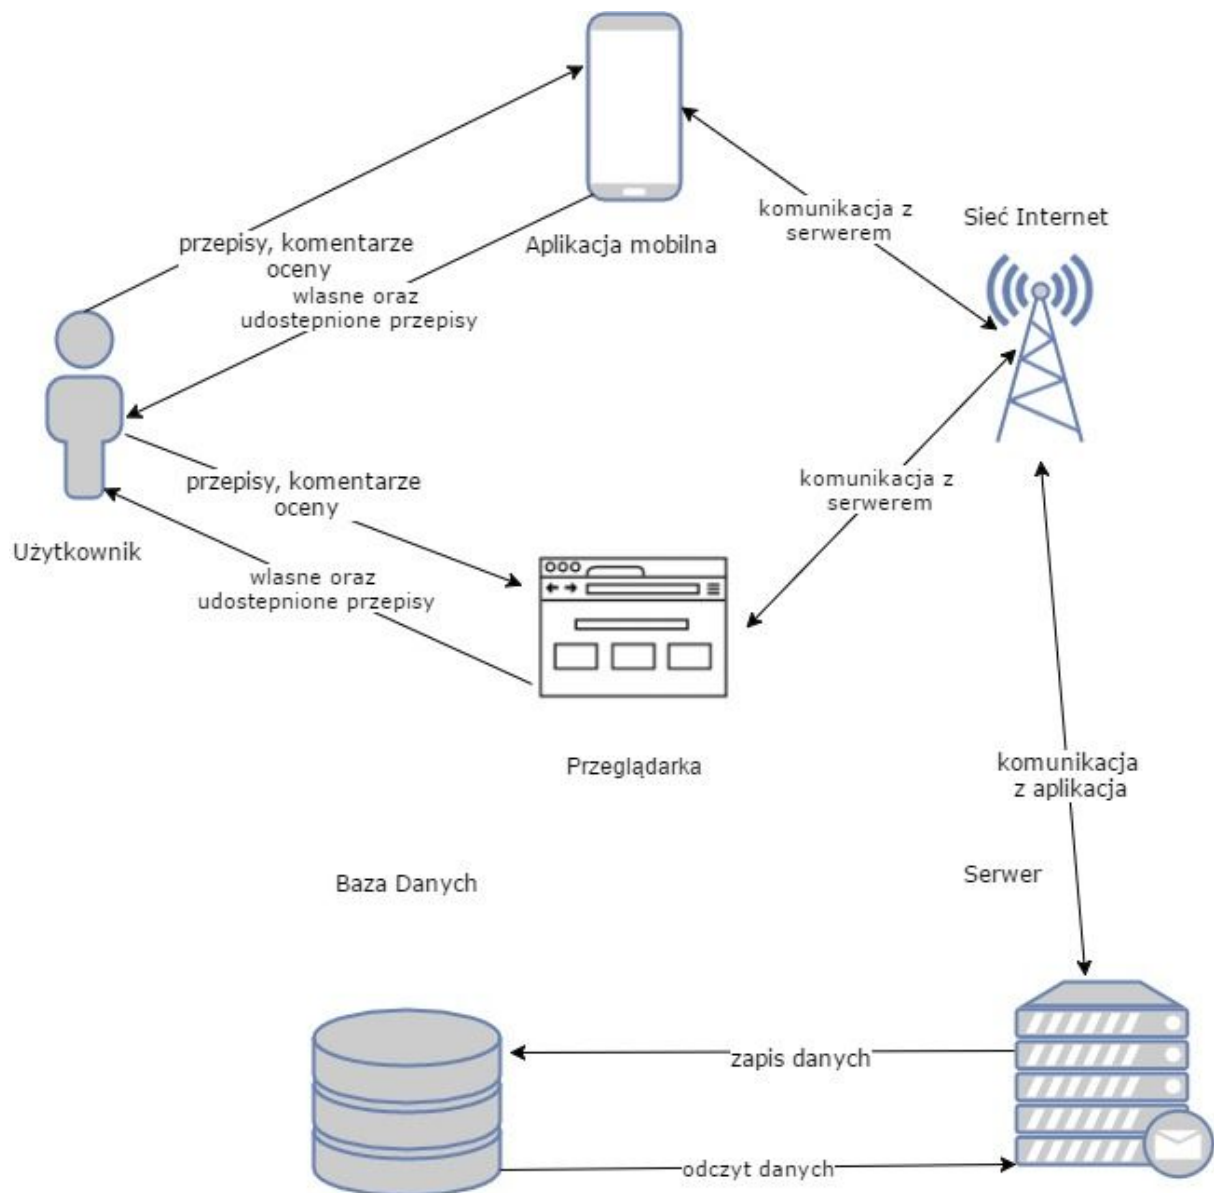 komunikacja z
serwerem
Sieć Internet
przepisy, komentarze
oceny
Aplikacja mobilna
wlasne oraz
udostepnione przepisy
przepisy, komentarze
oceny
komunikacja z
serwerem
Użytkownik
wlasne oraz
udostepnione przepisy
Przeglądarka
komunikacja
z aplikacja
Baza Danych
Serwer
zapis danych
odczyt danych